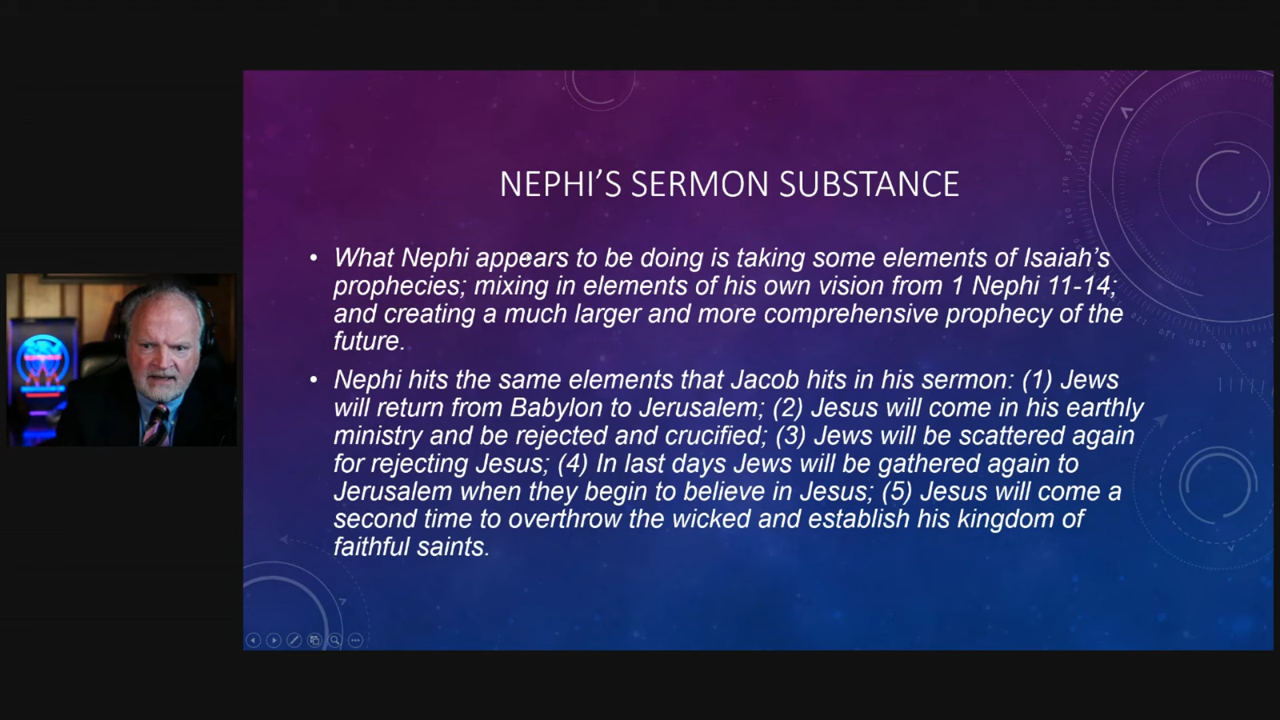 NEPHI'S SERMON SUBSTANCE
• What Nephi appears to be doing is taking some elements of Isaiah's
prophecies; mixing in elements of his own vision from 1 Nephi 11-14;
and creating a much larger and more comprehensive prophecy of the
future.
• Nephi hits the same elements that Jacob hits in his sermon: (1) Jews
will return from Babylon to Jerusalem; (2) Jesus will come in his earthly
ministry and be rejected and crucified; (3) Jews will be scattered again
for rejecting Jesus; (4) In last days Jews will be gathered again to
Jerusalem when they begin to believe in Jesus; (5) Jesus will come a
second time to overthrow the wicked and establish his kingdom of
faithful saints.